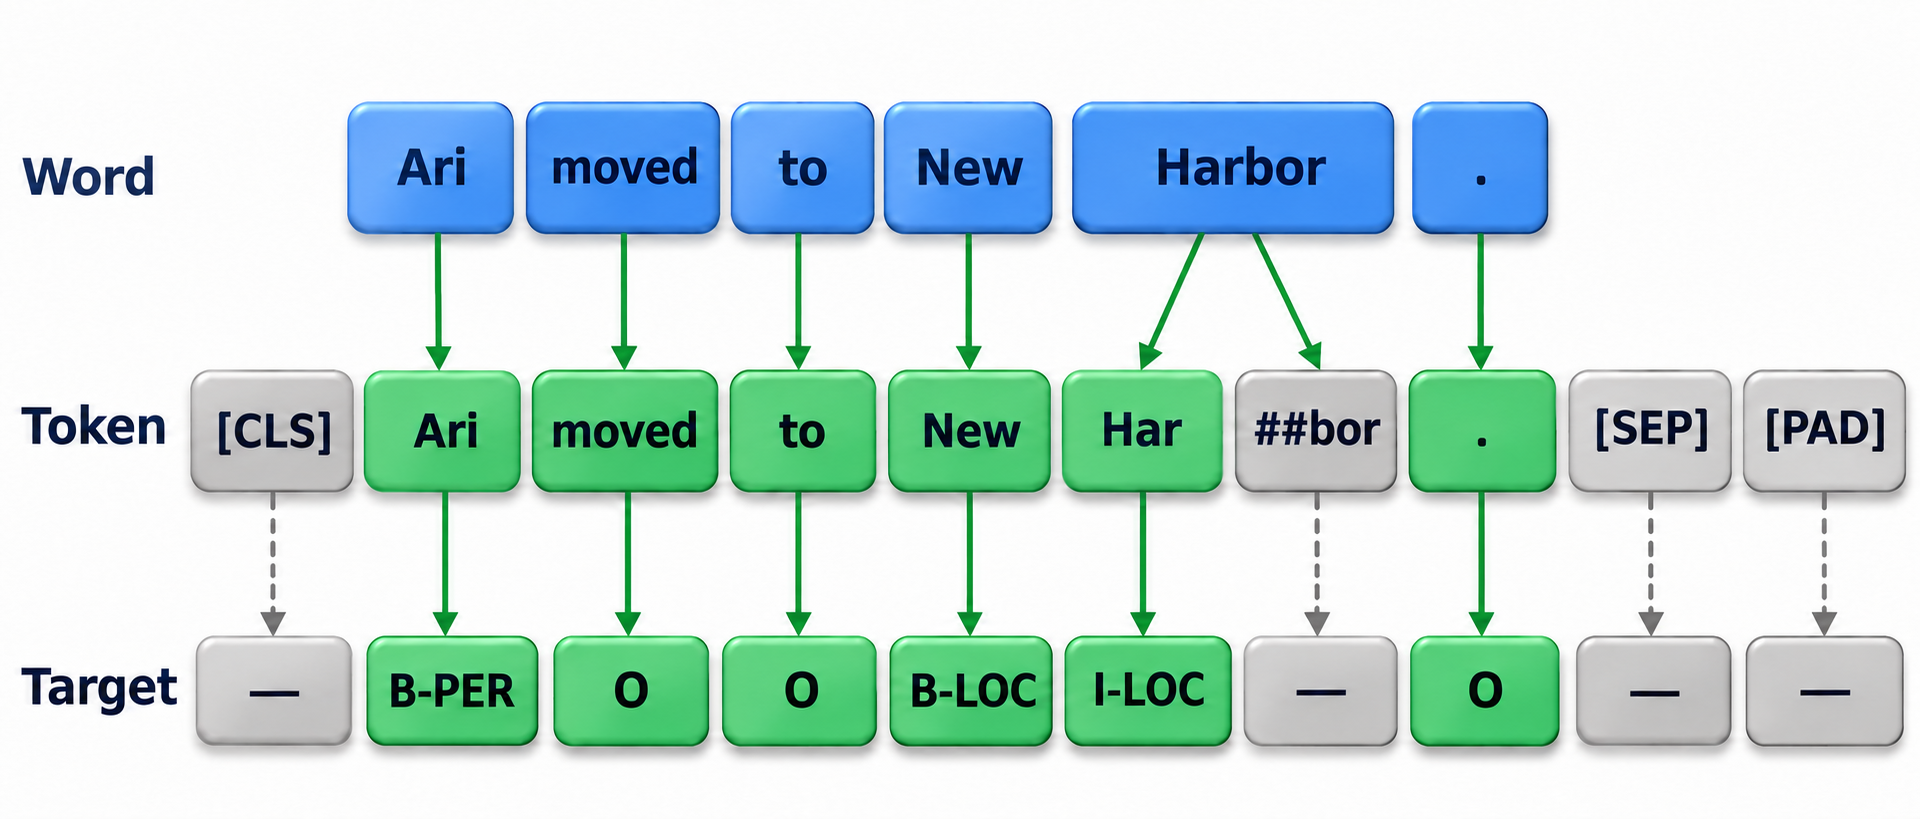 Word Ari moved to New Harbor .
Token [CLS] Ari moved to New Har ##bor . [SEP] [PAD]
Target — B-PER O O B-LOC I-LOC — O — —